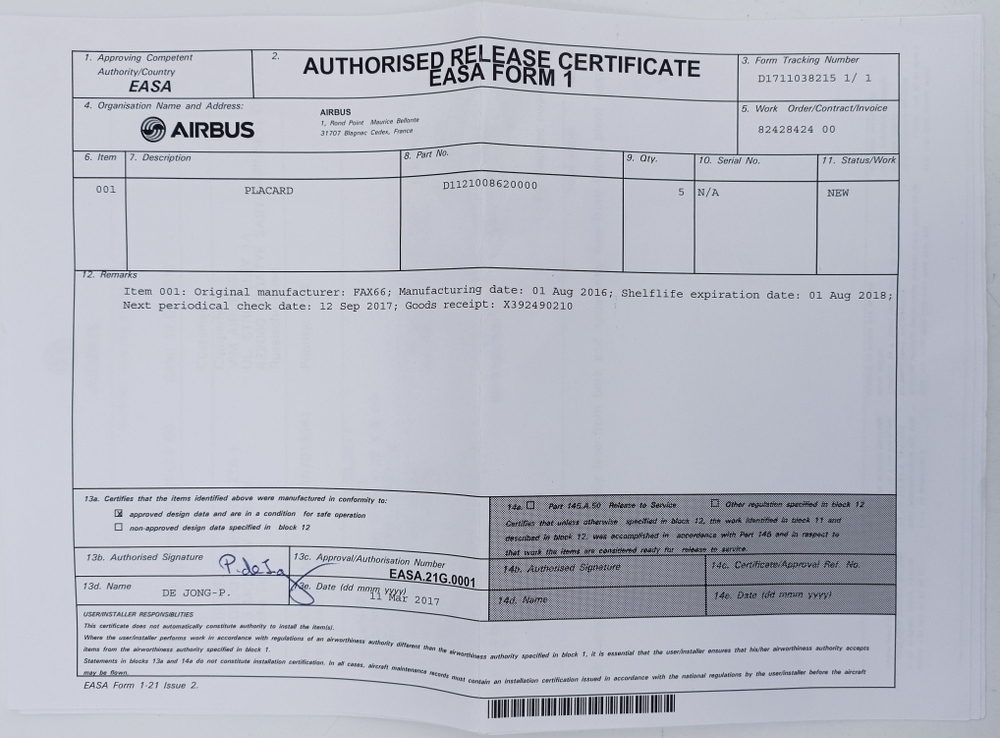 1. Approving Competent
Authority/Country
EASA
2.
AUTHORISED RELEASE CERTIFICATE
EASA FORM 1
3. Form Tracking Number
D1711038215 1/ 1
4. Organisation Name and Address:
AIRBUS
AIRBUS
1, Rond Point Maurice Bellonte
31707 Blagnac Cedex, France
5. Work Order/Contract/Invoice
82428424 00
6. Item 7. Description 8. Part No. 9. Qty. 10. Serial No. 11. Status/Work
001 PLACARD D1121008620000 5 N/A NEW
12. Remarks
Item 001: Original manufacturer: FAX66; Manufacturing date: 01 Aug 2016; Shelflife expiration date: 01 Aug 2018;
Next periodical check date: 12 Sep 2017; Goods receipt: X392490210
13a. Certifies that the items identified above were manufactured in conformity to:
approved design data and are in a condition for safe operation
non-approved design data specified in block 12
14a. Part 145.A.50 Release to Service Other regulation specified in block 12
Certifies that unless otherwise specified in block 12, the work identified in block 11 and
described in block 12, was accomplished in accordance with Part 145 and in respect to
that work the items are considered ready for release to service.
13b. Authorised Signature
13c. Approval/Authorisation Number
EASA.21G.0001
14b. Authorised Signature
14c. Certificate/Approval Ref. No.
13d. Name
DE JONG-P.
13e. Date (dd mmm yyyy)
11 Mar 2017
14d. Name
14e. Date (dd mmm yyyy)
USER/INSTALLER RESPONSIBILITIES
This certificate does not automatically constitute authority to install the item(s).
Where the user/installer performs work in accordance with regulations of an airworthiness authority different than the airworthiness authority specified in block 1, it is essential that the user/installer ensures that his/her airworthiness authority accepts
items from the airworthiness authority specified in block 1.
Statements in blocks 13a and 14a do not constitute installation certification. In all cases, aircraft maintenance records must contain an installation certification issued in accordance with the national regulations by the user/installer before the aircraft
may be flown.
EASA Form 1-21 Issue 2.